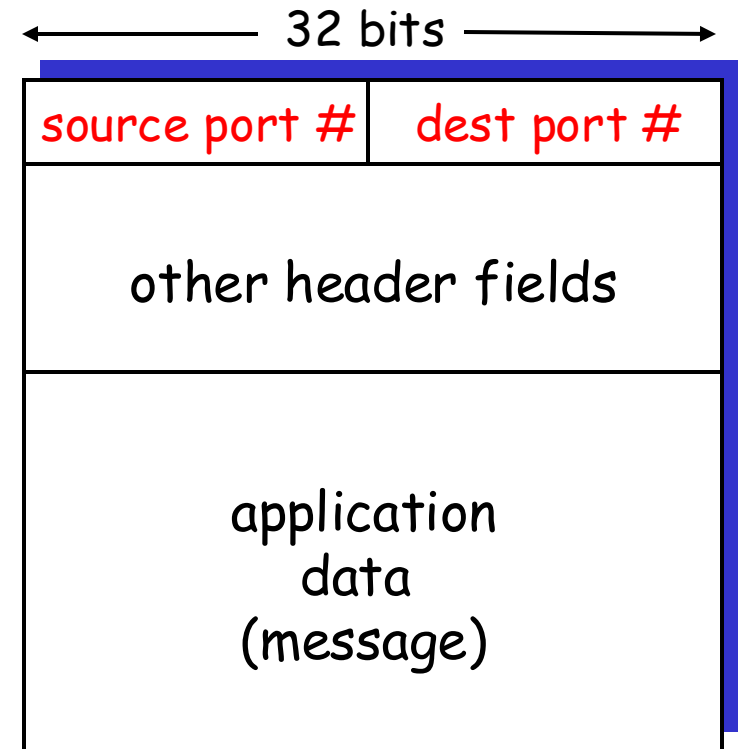 32 bits
source port # dest port #
other header fields
application
data
(message)